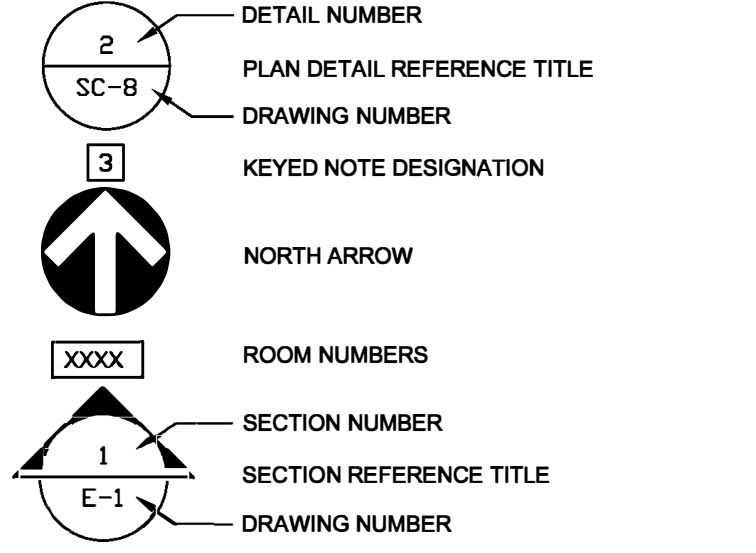 DETAIL NUMBER
2
PLAN DETAIL REFERENCE TITLE
SC-8
DRAWING NUMBER
3 KEYED NOTE DESIGNATION
NORTH ARROW
XXXX ROOM NUMBERS
SECTION NUMBER
1
SECTION REFERENCE TITLE
E-1
DRAWING NUMBER